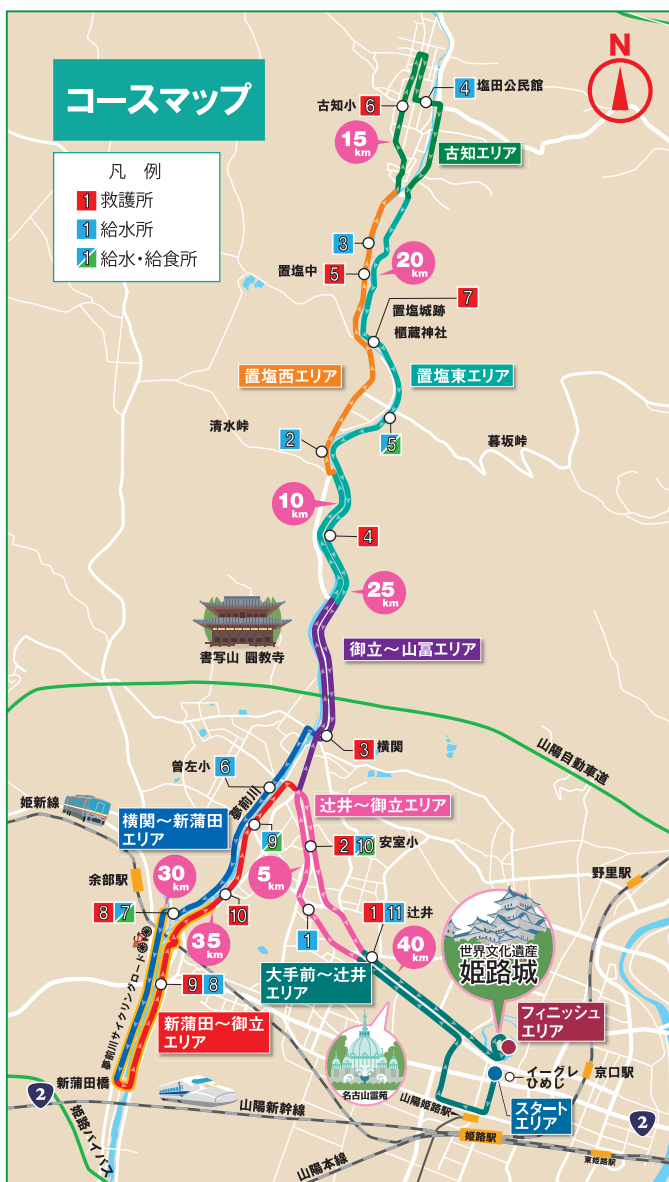 コースマップ
N
凡 例
1 救護所
1 給水所
1 給水・給食所
4 塩田公民館
古知小 6
15 km
古知エリア
3
置塩中 5
20 km
7
置塩城跡
櫃蔵神社
置塩西エリア
置塩東エリア
清水峠
2
5
暮坂峠
10 km
4
25 km
書写山 圓教寺
御立〜山冨エリア
3 横関
山陽自動車道
曽左小 6
姫新線
夢前川
辻井〜御立エリア
横関〜新蒲田
エリア
9
2 10 安室小
30 km
5 km
余部駅
野里駅
8 7
10
35 km
1
1 11 辻井
40 km
世界文化遺産
姫路城
大手前〜辻井
エリア
9 8
夢前川サイクリングロード
新蒲田〜御立
エリア
フィニッシュ
エリア
名古山霊苑
イーグレ
ひめじ
京口駅
新蒲田橋
2
山陽新幹線
山陽姫路駅
スタート
エリア
2
姫路バイパス
姫路駅
山陽本線
東姫路駅